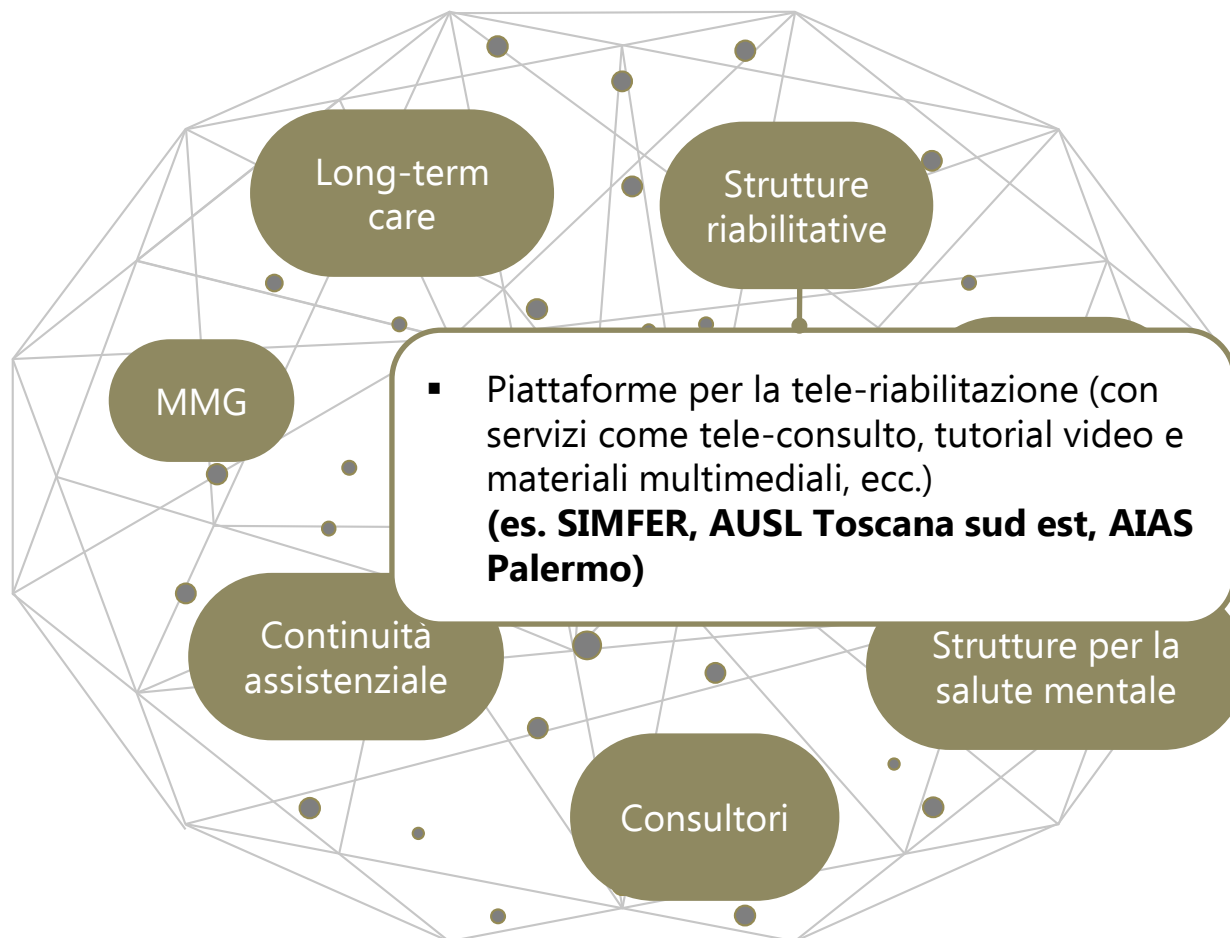 Long-term
care
Strutture
riabilitative
MMG
▪ Piattaforme per la tele-riabilitazione (con
servizi come tele-consulto, tutorial video e
materiali multimediali, ecc.)
(es. SIMFER, AUSL Toscana sud est, AIAS
Palermo)
Continuità
assistenziale
Strutture per la
salute mentale
Consultori